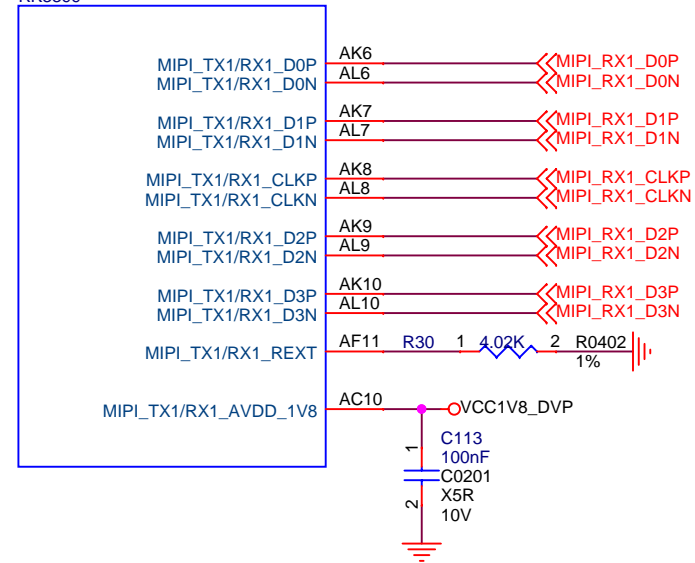 MIPI_TX1/RX1_D0P AK6 MIPI_RX1_D0P
MIPI_TX1/RX1_D0N AL6 MIPI_RX1_D0N
MIPI_TX1/RX1_D1P AK7 MIPI_RX1_D1P
MIPI_TX1/RX1_D1N AL7 MIPI_RX1_D1N
MIPI_TX1/RX1_CLKP AK8 MIPI_RX1_CLKP
MIPI_TX1/RX1_CLKN AL8 MIPI_RX1_CLKN
MIPI_TX1/RX1_D2P AK9 MIPI_RX1_D2P
MIPI_TX1/RX1_D2N AL9 MIPI_RX1_D2N
MIPI_TX1/RX1_D3P AK10 MIPI_RX1_D3P
MIPI_TX1/RX1_D3N AL10 MIPI_RX1_D3N
MIPI_TX1/RX1_REXT AF11 R30 1 4.02K 2 R0402
1%
MIPI_TX1/RX1_AVDD_1V8 AC10 VCC1V8_DVP
1 C113
100nF
C0201
2 X5R
10V